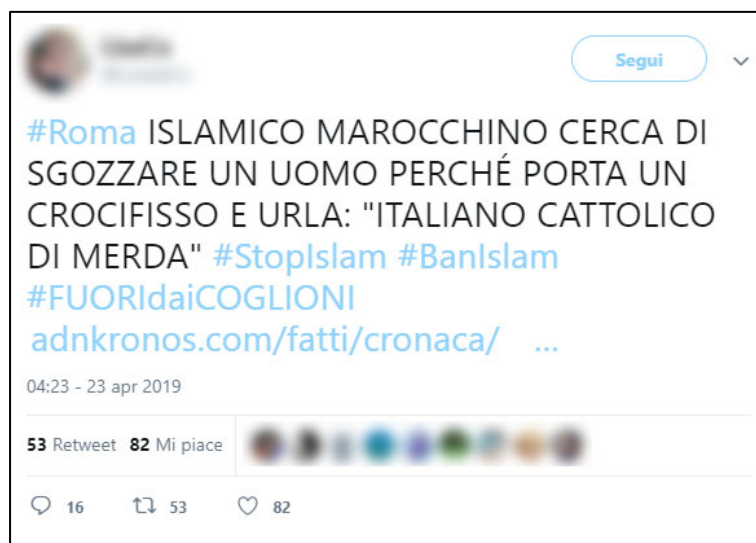 Segui
#Roma ISLAMICO MAROCCHINO CERCA DI
SGOZZARE UN UOMO PERCHÉ PORTA UN
CROCIFISSO E URLA: "ITALIANO CATTOLICO
DI MERDA" #StopIslam #BanIslam
#FUORIdaiCOGLIONI
adnkronos.com/fatti/cronaca/ ...
04:23 - 23 apr 2019
53 Retweet 82 Mi piace
16 53 82